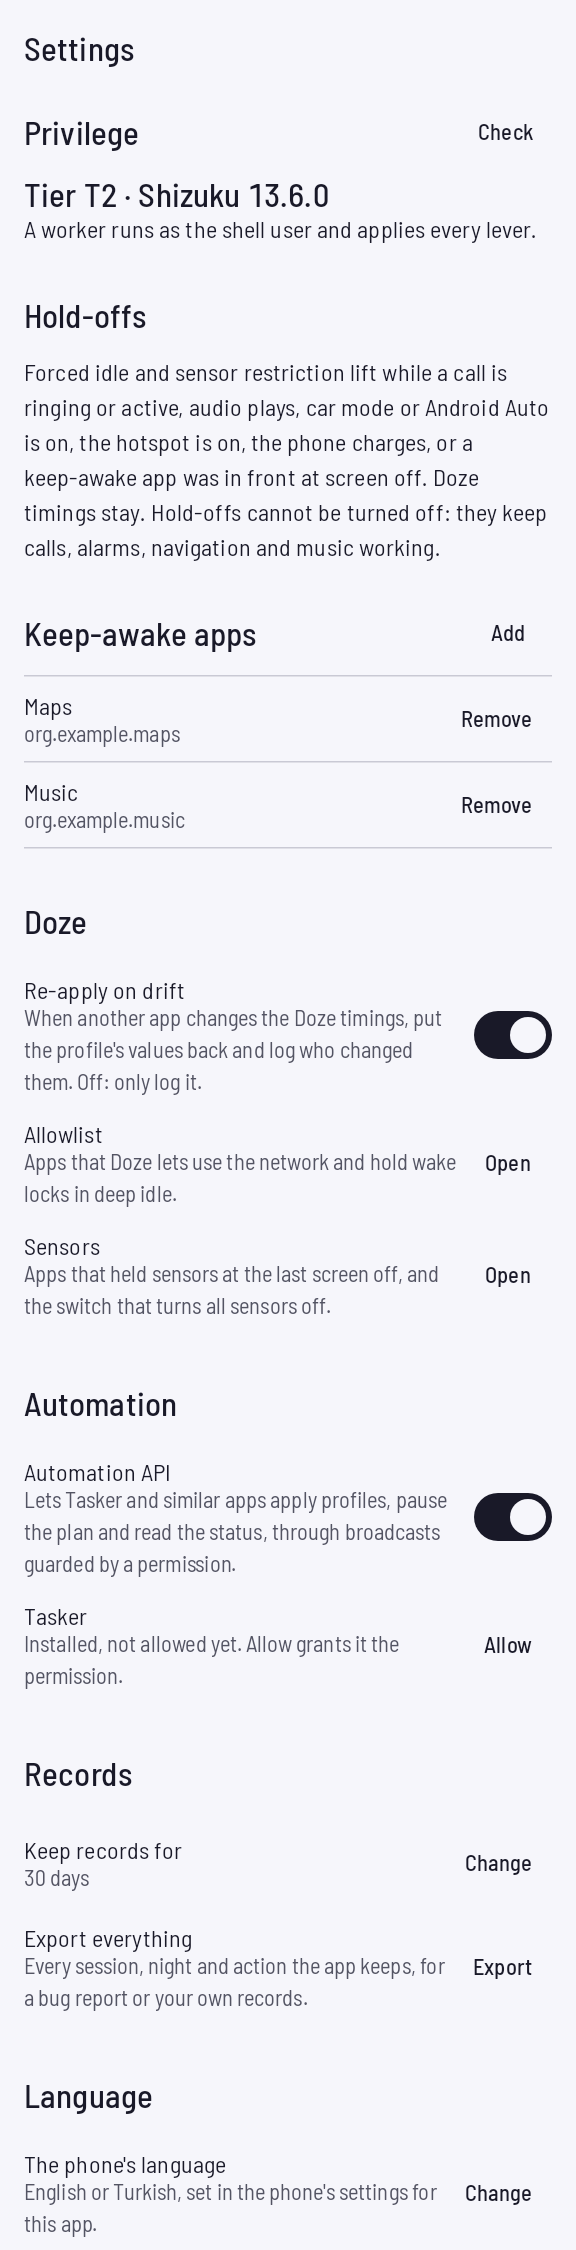 Settings
Privilege
Check
Tier T2 · Shizuku 13.6.0
A worker runs as the shell user and applies every lever.
Hold-offs
Forced idle and sensor restriction lift while a call is
ringing or active, audio plays, car mode or Android Auto
is on, the hotspot is on, the phone charges, or a
keep-awake app was in front at screen off. Doze
timings stay. Hold-offs cannot be turned off: they keep
calls, alarms, navigation and music working.
Keep-awake apps
Add
Maps
org.example.maps
Remove
Music
org.example.music
Remove
Doze
Re-apply on drift
When another app changes the Doze timings, put
the profile's values back and log who changed
them. Off: only log it.
Allowlist
Apps that Doze lets use the network and hold wake
locks in deep idle.
Open
Sensors
Apps that held sensors at the last screen off, and
the switch that turns all sensors off.
Open
Automation
Automation API
Lets Tasker and similar apps apply profiles, pause
the plan and read the status, through broadcasts
guarded by a permission.
Tasker
Installed, not allowed yet. Allow grants it the
permission.
Allow
Records
Keep records for
30 days
Change
Export everything
Every session, night and action the app keeps, for
a bug report or your own records.
Export
Language
The phone's language
English or Turkish, set in the phone's settings for
this app.
Change